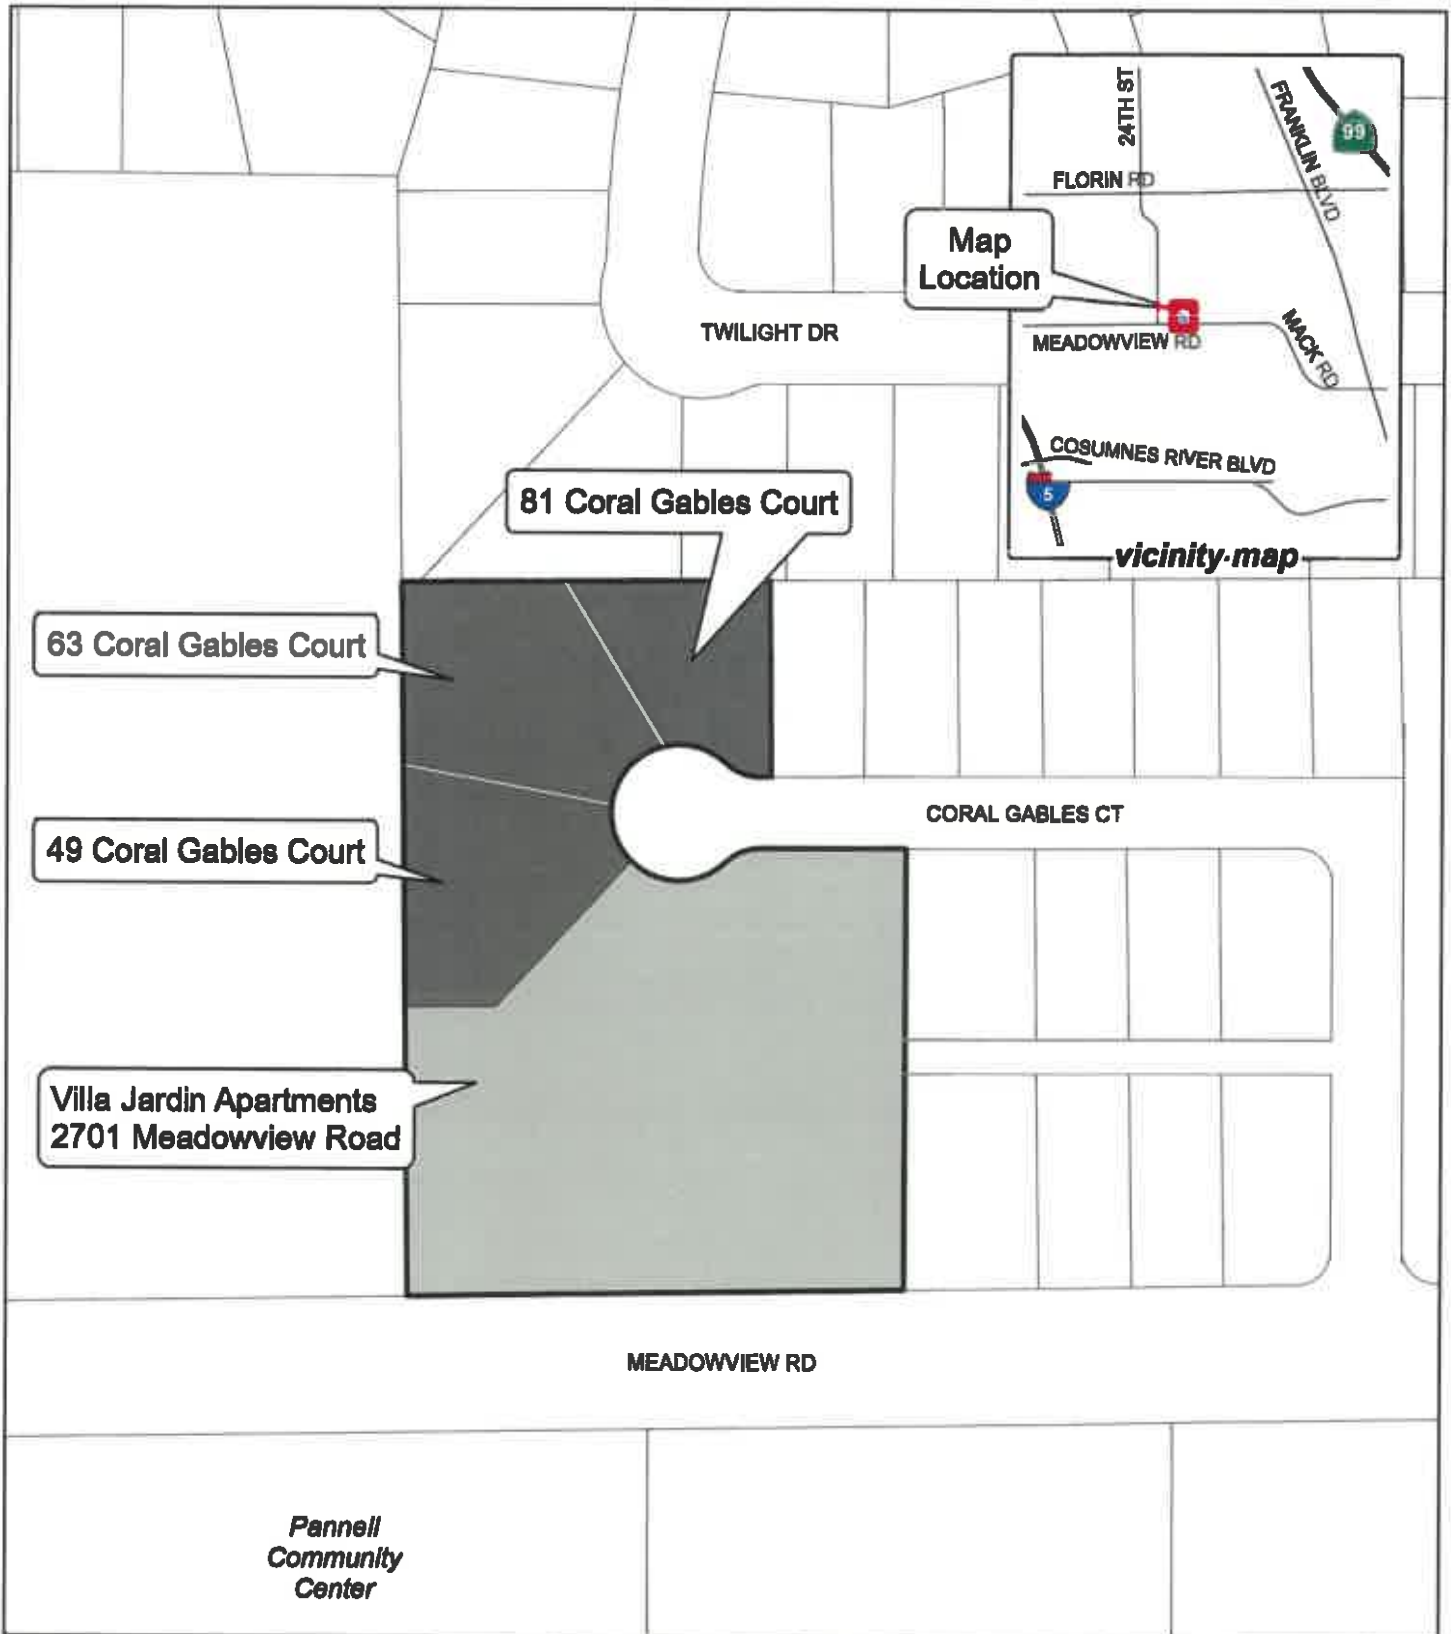 24TH ST
FRANKLIN BLVD
99
FLORIN RD
Map
Location
TWILIGHT DR
MEADOWVIEW RD
MACK RD
COSUMNES RIVER BLVD
5
vicinity map
81 Coral Gables Court
63 Coral Gables Court
CORAL GABLES CT
49 Coral Gables Court
Villa Jardin Apartments
2701 Meadowview Road
MEADOWVIEW RD
Pannell
Community
Center